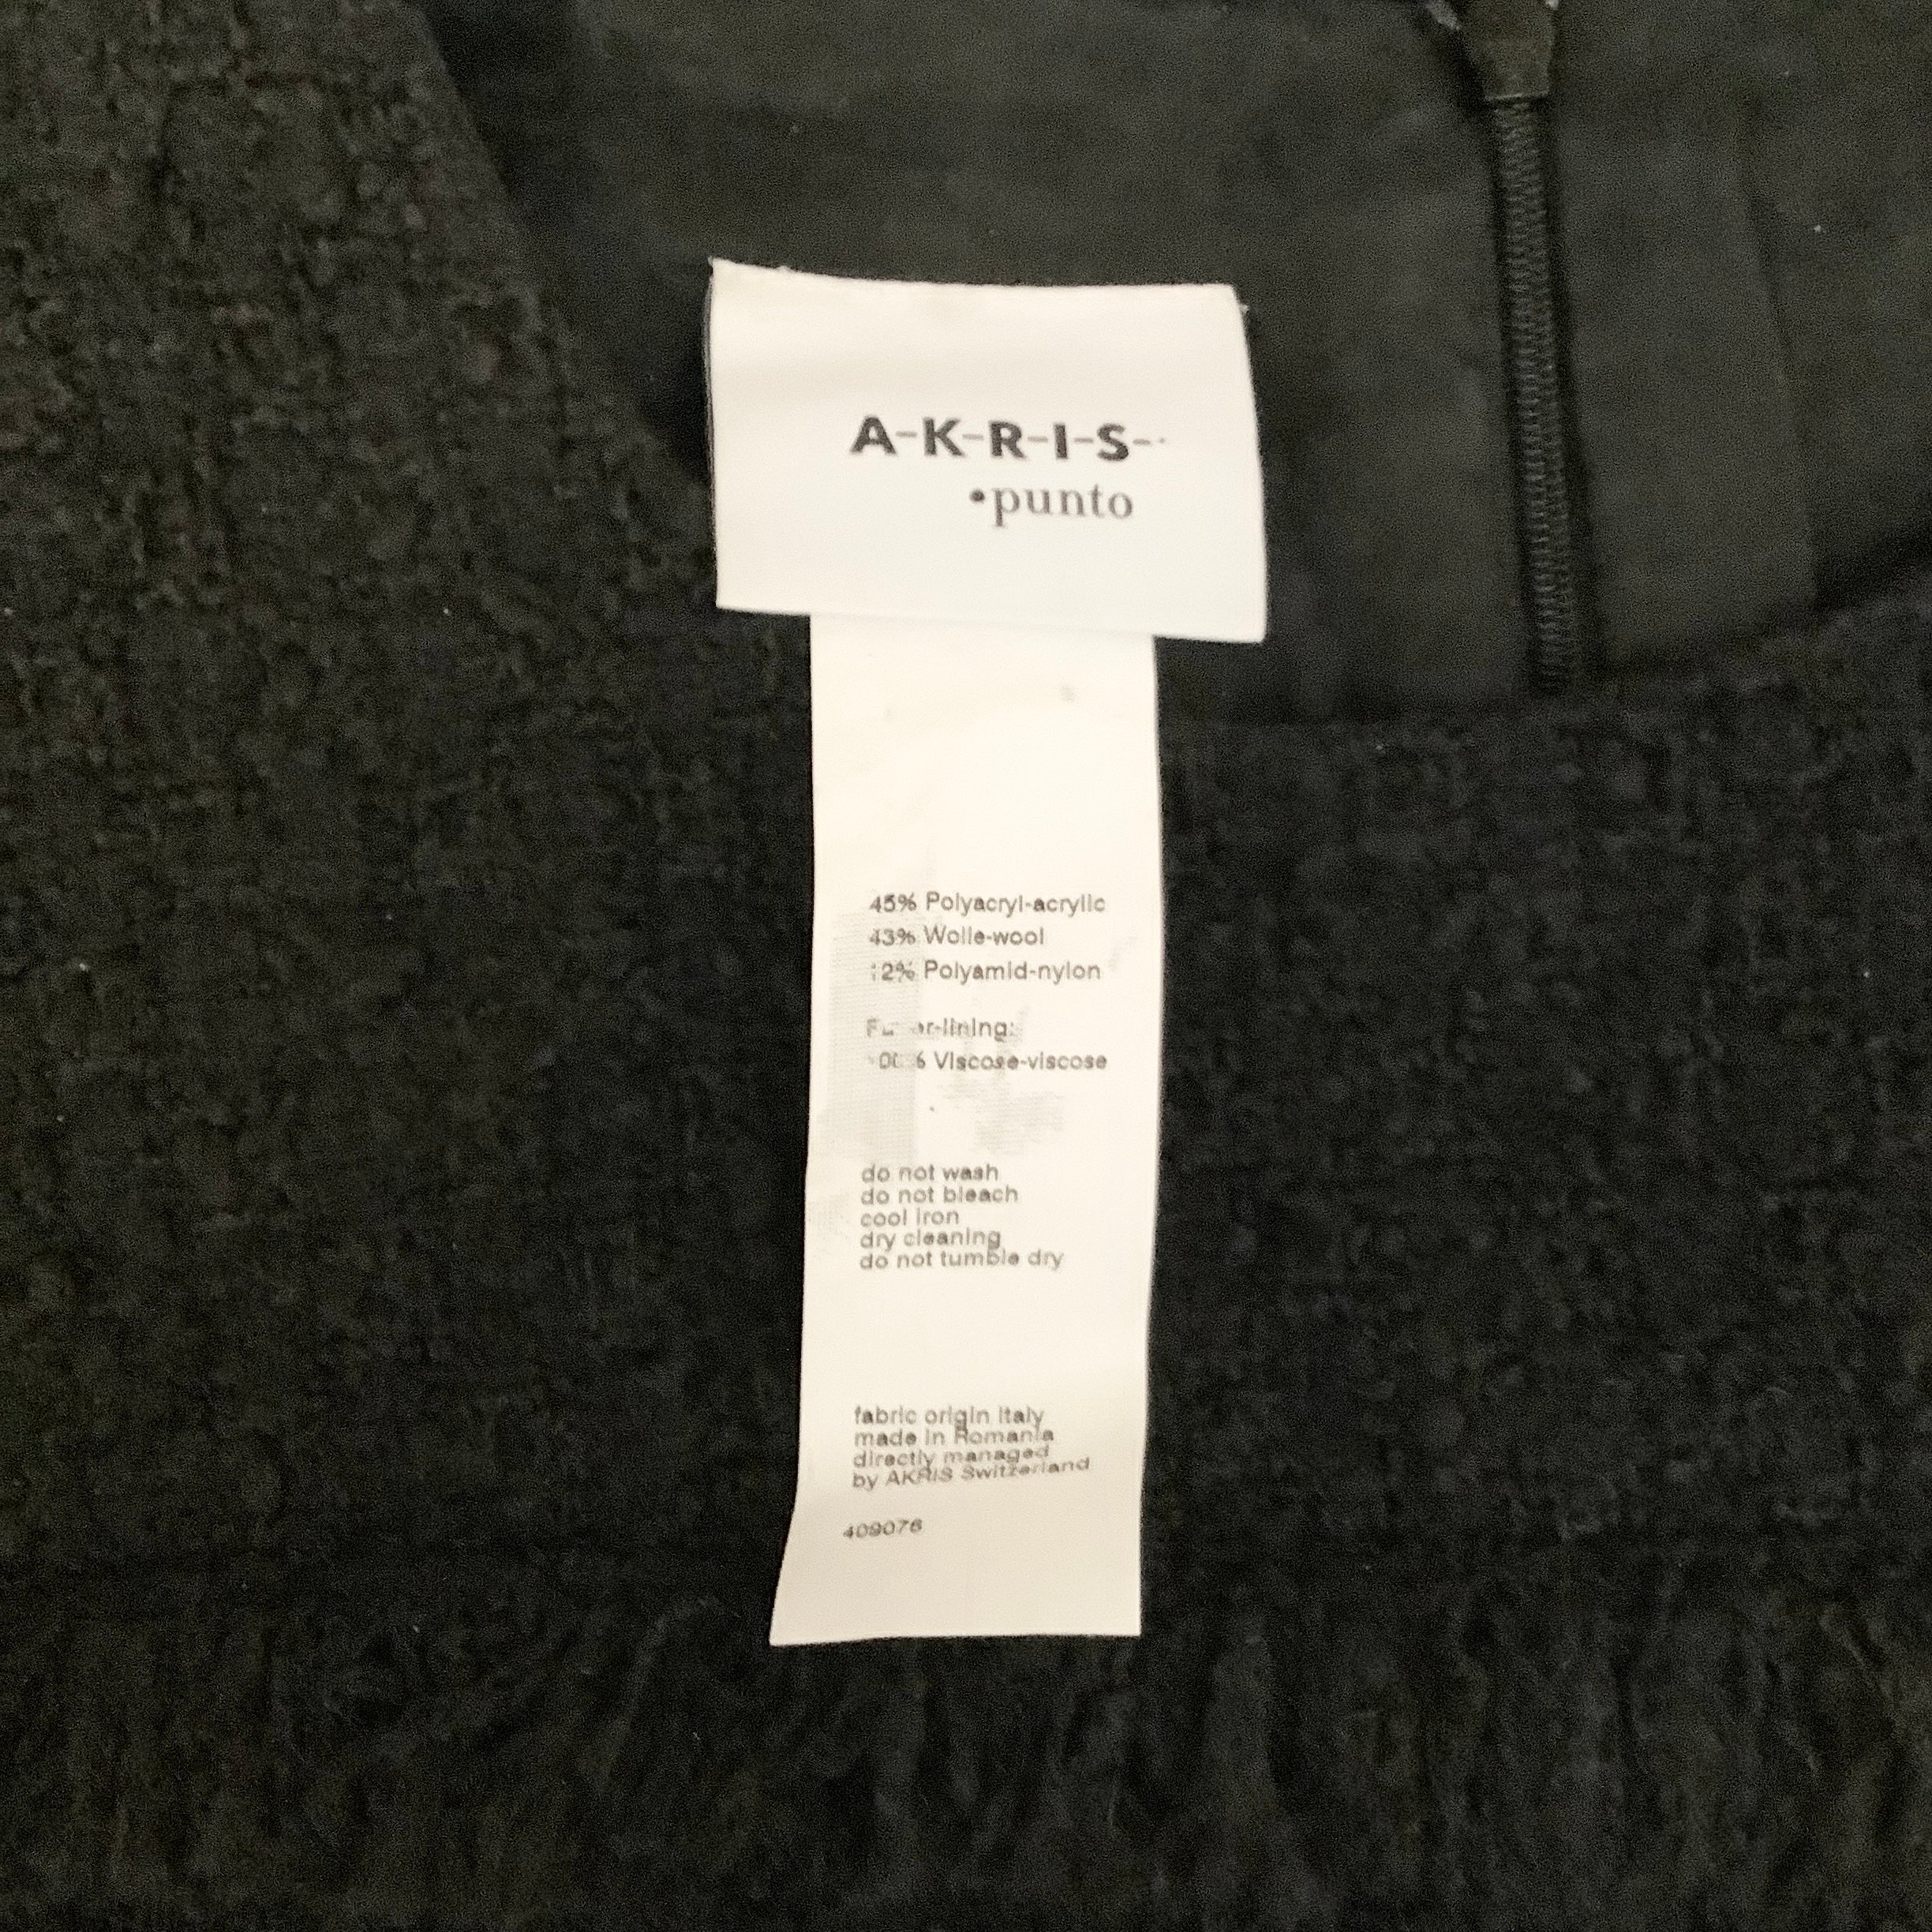 A-K-R-I-S-
•punto
45% Polyacryl-acrylic
43% Wolle-wool
12% Polyamid-nylon
-lining:
Viscose-viscose
do not wash
do not bleach
cool iron
dry cleaning
do not tumble dry
fabric origin Italy
made in Romania
directly managed
by AKRIS Switzerland
409076